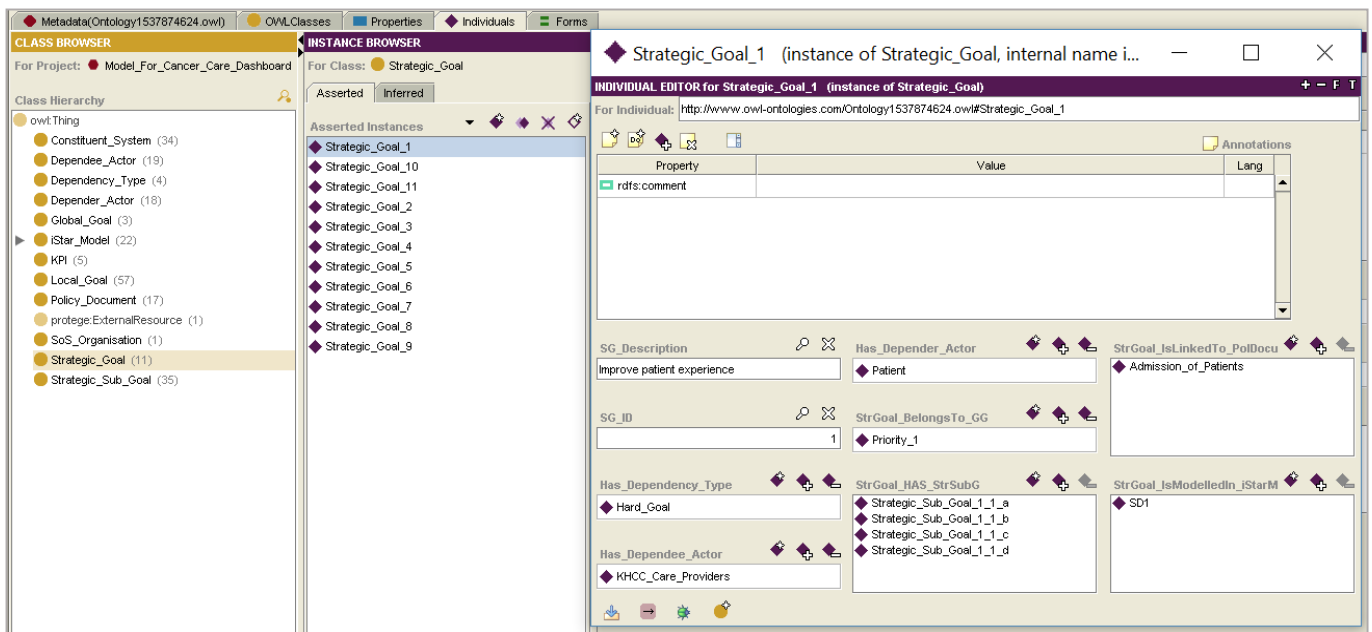 Metadata(Ontology1537874624.owl)
OWLClasses
Properties
Individuals
Forms
CLASS BROWSER
For Project: Model_For_Cancer_Care_Dashboard
Class Hierarchy
owl:Thing
Constituent_System (34)
Dependee_Actor (19)
Dependency_Type (4)
Depender_Actor (18)
Global_Goal (3)
iStar_Model (22)
KPI (5)
Local_Goal (57)
Policy_Document (17)
protege:ExternalResource (1)
SoS_Organisation (1)
Strategic_Goal (11)
Strategic_Sub_Goal (35)
INSTANCE BROWSER
For Class: Strategic_Goal
Asserted Inferred
Asserted Instances
Strategic_Goal_1
Strategic_Goal_10
Strategic_Goal_11
Strategic_Goal_2
Strategic_Goal_3
Strategic_Goal_4
Strategic_Goal_5
Strategic_Goal_6
Strategic_Goal_7
Strategic_Goal_8
Strategic_Goal_9
Strategic_Goal_1 (instance of Strategic_Goal, internal name i...
INDIVIDUAL EDITOR for Strategic_Goal_1 (instance of Strategic_Goal) + − F T
For Individual: http://www.owl-ontologies.com/Ontology1537874624.owl#Strategic_Goal_1
Annotations
Property Value Lang
rdfs:comment
SG_Description
Improve patient experience
SG_ID
1
Has_Dependency_Type
Hard_Goal
Has_Dependee_Actor
KHCC_Care_Providers
Has_Depender_Actor
Patient
StrGoal_BelongsTo_GG
Priority_1
StrGoal_HAS_StrSubG
Strategic_Sub_Goal_1_1_a
Strategic_Sub_Goal_1_1_b
Strategic_Sub_Goal_1_1_c
Strategic_Sub_Goal_1_1_d
StrGoal_IsLinkedTo_PolDocu
Admission_of_Patients
StrGoal_IsModelledIn_iStarM
SD1